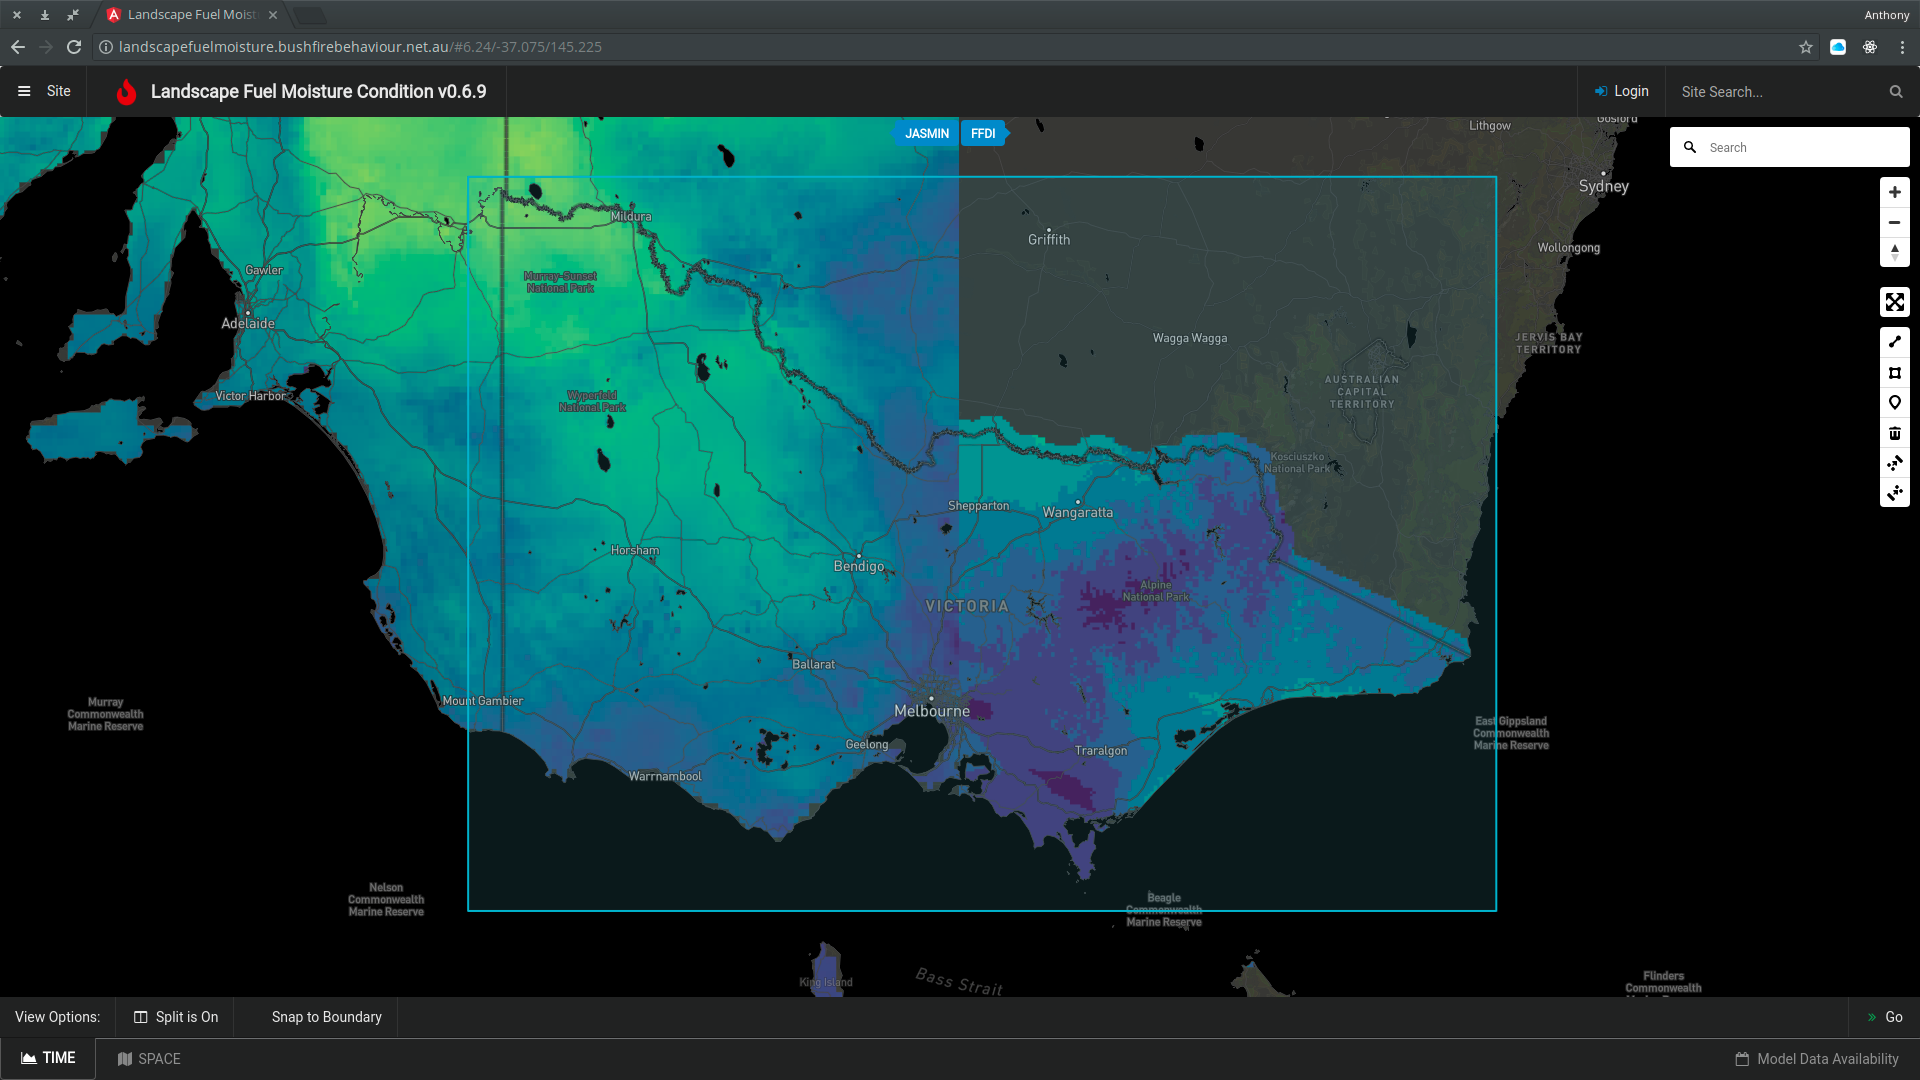 Landscape Fuel Moist
Anthony
landscapefuelmoisture.bushfirebehaviour.net.au/#6.24/-37.075/145.225
Site
Landscape Fuel Moisture Condition v0.6.9
Login
Site Search...
JASMIN
FFDI
Search
Lithgow
Gosford
Sydney
Wollongong
Mildura
Griffith
Gawler
Murray-Sunset
National Park
Adelaide
Wagga Wagga
JERVIS BAY
TERRITORY
AUSTRALIAN
CAPITAL
TERRITORY
Victor Harbor
Wyperfeld
National Park
Kosciuszko
National Park
Shepparton
Wangaratta
Horsham
Bendigo
Alpine
National Park
VICTORIA
Ballarat
Mount Gambier
Murray
Commonwealth
Marine Reserve
Melbourne
East Gippsland
Commonwealth
Marine Reserve
Geelong
Traralgon
Warrnambool
Nelson
Commonwealth
Marine Reserve
Beagle
Commonwealth
Marine Reserve
King Island
Bass Strait
Flinders
Commonwealth
View Options:
Split is On
Snap to Boundary
Go
TIME
SPACE
Model Data Availability